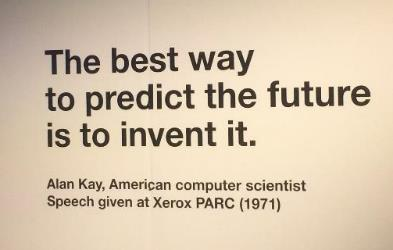 The best way
to predict the future
is to invent it.
Alan Kay, American computer scientist
Speech given at Xerox PARC (1971)